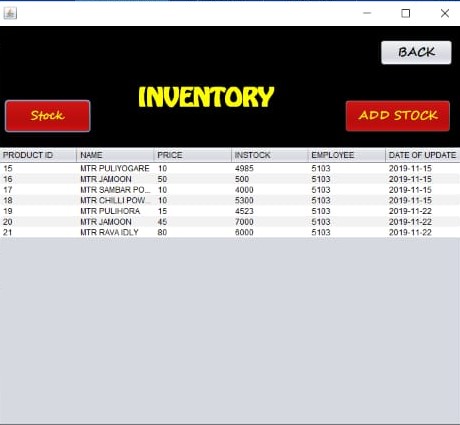 BACK
INVENTORY
Stock
ADD STOCK
PRODUCT ID NAME PRICE INSTOCK EMPLOYEE DATE OF UPDATE
15 MTR PULIYOGARE 10 4985 5103 2019-11-15
16 MTR JAMOON 50 500 5103 2019-11-15
17 MTR SAMBAR PO... 10 4000 5103 2019-11-15
18 MTR CHILLI POW... 10 5300 5103 2019-11-15
19 MTR PULIHORA 15 4523 5103 2019-11-22
20 MTR JAMOON 45 7000 5103 2019-11-22
21 MTR RAVA IDLY 80 6000 5103 2019-11-22